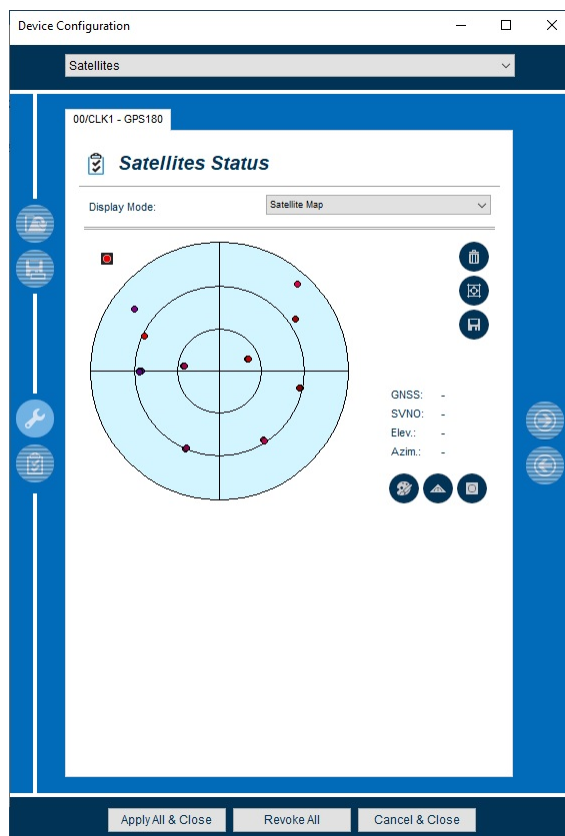 Device Configuration
Satellites
00/CLK1 - GPS180
Satellites Status
Display Mode:
Satellite Map
GNSS: -
SVNO: -
Elev.: -
Azim.: -
Apply All & Close
Revoke All
Cancel & Close